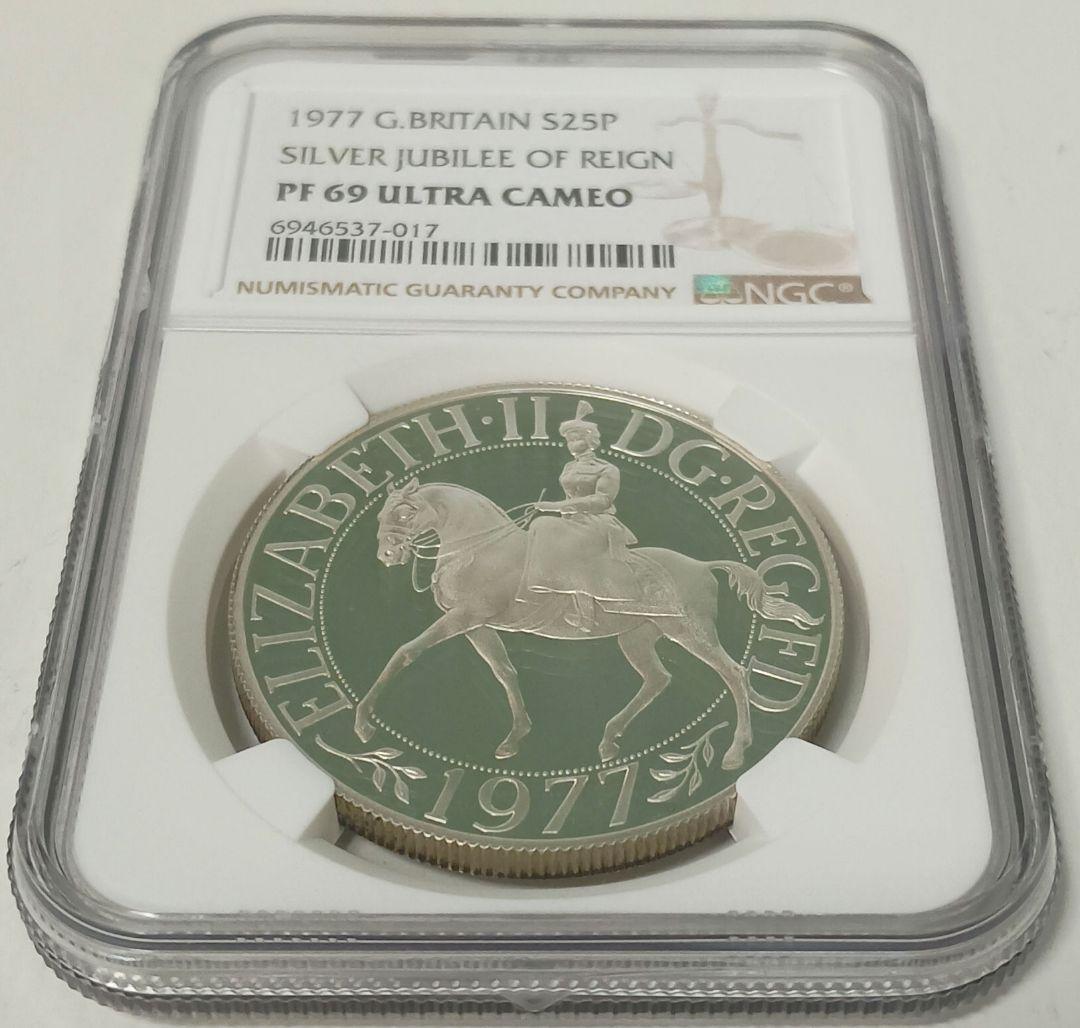 1977 G.BRITAIN S25P
SILVER JUBILEE OF REIGN
PF 69 ULTRA CAMEO
6946537-017
NUMISMATIC GUARANTY COMPANY NGC®
ELIZABETH·II DG·REG FD
1977